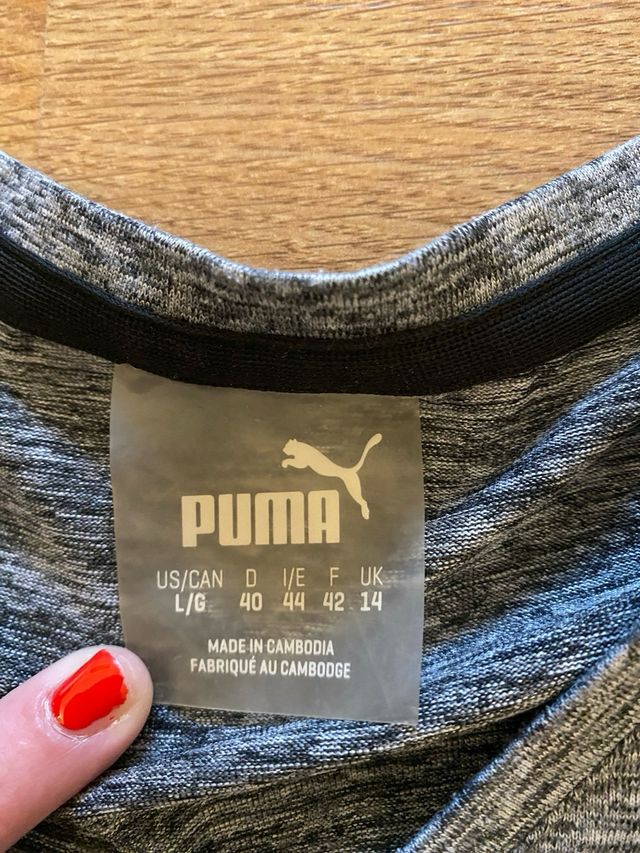 PUMA
US/CAN D I/E F UK
L/G 40 44 42 14
MADE IN CAMBODIA
FABRIQUÉ AU CAMBODGE